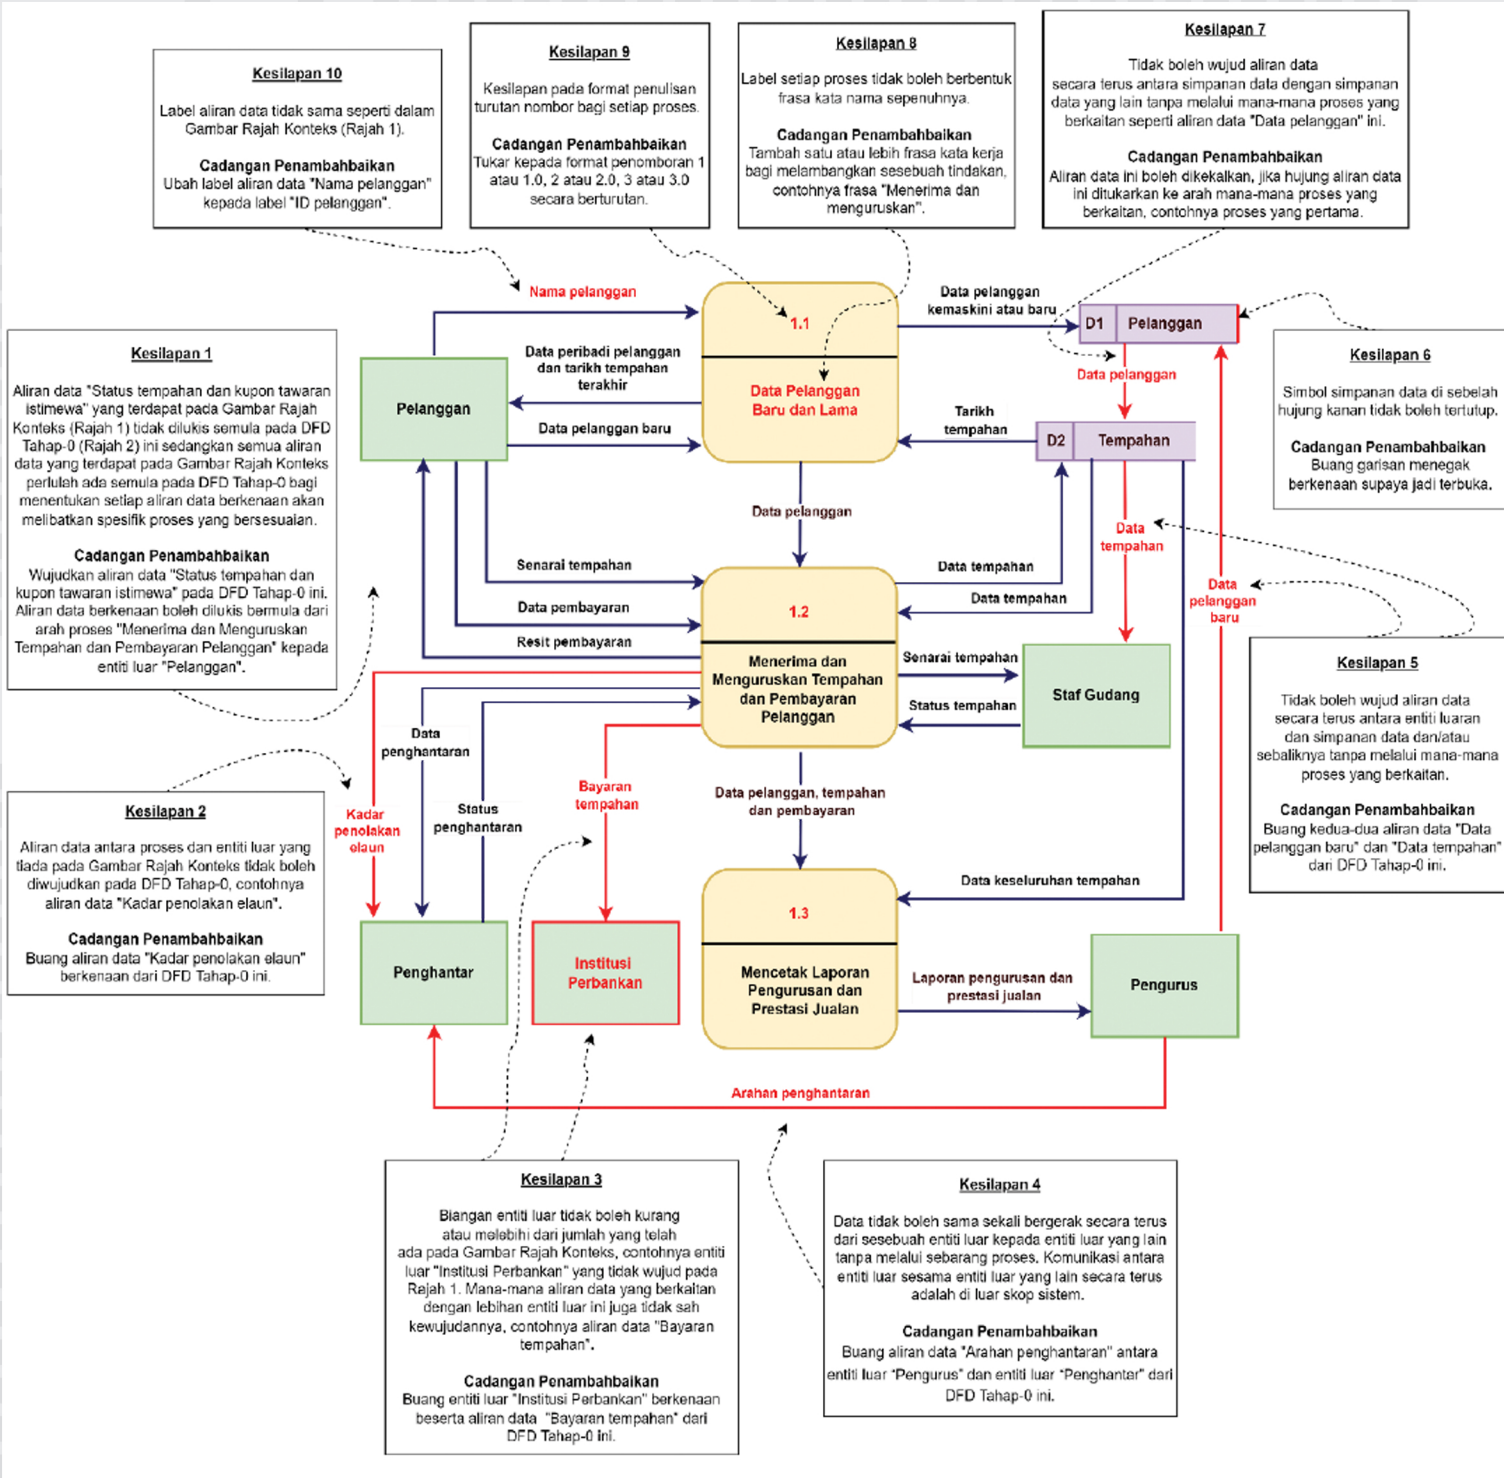 Kesilapan 10
Label aliran data tidak sama seperti dalam
Gambar Rajah Konteks (Rajah 1).
Cadangan Penambahbaikan
Ubah label aliran data "Nama pelanggan"
kepada label "ID pelanggan".
Kesilapan 9
Kesilapan pada format penulisan
turutan nombor bagi setiap proses.
Cadangan Penambahbaikan
Tukar kepada format penomboran 1
atau 1.0, 2 atau 2.0, 3 atau 3.0
secara berturutan.
Kesilapan 8
Label setiap proses tidak boleh berbentuk
frasa kata nama sepenuhnya.
Cadangan Penambahbaikan
Tambah satu atau lebih frasa kata kerja
bagi melambangkan sesebuah tindakan,
contohnya frasa "Menerima dan
menguruskan".
Kesilapan 7
Tidak boleh wujud aliran data
secara terus antara simpanan data dengan simpanan
data yang lain tanpa melalui mana-mana proses yang
berkaitan seperti aliran data "Data pelanggan" ini.
Cadangan Penambahbaikan
Aliran data ini boleh dikekalkan, jika hujung aliran data
ini ditukarkan ke arah mana-mana proses yang
berkaitan, contohnya proses yang pertama.
Kesilapan 1
Aliran data "Status tempahan dan kupon tawaran
istimewa" yang terdapat pada Gambar Rajah
Konteks (Rajah 1) tidak dilukis semula pada DFD
Tahap-0 (Rajah 2) ini sedangkan semua aliran
data yang terdapat pada Gambar Rajah Konteks
perlulah ada semula pada DFD Tahap-0 bagi
menentukan setiap aliran data berkenaan akan
melibatkan spesifik proses yang bersesuaian.
Cadangan Penambahbaikan
Wujudkan aliran data "Status tempahan dan
kupon tawaran istimewa" pada DFD Tahap-0 ini.
Aliran data berkenaan boleh dilukis bermula dari
arah proses "Menerima dan Menguruskan
Tempahan dan Pembayaran Pelanggan" kepada
entiti luar "Pelanggan".
Nama pelanggan
Pelanggan
Data peribadi pelanggan
dan tarikh tempahan
terakhir
Data pelanggan baru
1.1
Data Pelanggan
Baru dan Lama
Data pelanggan
kemaskini atau baru
D1
Pelanggan
Data pelanggan
Tarikh
tempahan
D2
Tempahan
Kesilapan 6
Simbol simpanan data di sebelah
hujung kanan tidak boleh tertutup.
Cadangan Penambahbaikan
Buang garisan menegak
berkenaan supaya jadi terbuka.
Data pelanggan
Senarai tempahan
Data pembayaran
Resit pembayaran
1.2
Menerima dan
Menguruskan Tempahan
dan Pembayaran
Pelanggan
Data tempahan
Data tempahan
Data
tempahan
Data
pelanggan
baru
Senarai tempahan
Status tempahan
Staf Gudang
Kesilapan 5
Tidak boleh wujud aliran data
secara terus antara entiti luaran
dan simpanan data dan/atau
sebaliknya tanpa melalui mana-mana
proses yang berkaitan.
Cadangan Penambahbaikan
Buang kedua-dua aliran data "Data
pelanggan baru" dan "Data tempahan"
dari DFD Tahap-0 ini.
Kesilapan 2
Aliran data antara proses dan entiti luar yang
tiada pada Gambar Rajah Konteks tidak boleh
diwujudkan pada DFD Tahap-0, contohnya
aliran data "Kadar penolakan elaun".
Cadangan Penambahbaikan
Buang aliran data "Kadar penolakan elaun"
berkenaan dari DFD Tahap-0 ini.
Data
penghantaran
Kadar
penolakan
elaun
Status
penghantaran
Bayaran
tempahan
Data pelanggan, tempahan
dan pembayaran
Data keseluruhan tempahan
Penghantar
Institusi
Perbankan
1.3
Mencetak Laporan
Pengurusan dan
Prestasi Jualan
Laporan pengurusan dan
prestasi jualan
Pengurus
Arahan penghantaran
Kesilapan 3
Biangan entiti luar tidak boleh kurang
atau melebihi dari jumlah yang telah
ada pada Gambar Rajah Konteks, contohnya entiti
luar "Institusi Perbankan" yang tidak wujud pada
Rajah 1. Mana-mana aliran data yang berkaitan
dengan lebihan entiti luar ini juga tidak sah
kewujudannya, contohnya aliran data "Bayaran
tempahan".
Cadangan Penambahbaikan
Buang entiti luar "Institusi Perbankan" berkenaan
beserta aliran data "Bayaran tempahan" dari
DFD Tahap-0 ini.
Kesilapan 4
Data tidak boleh sama sekali bergerak secara terus
dari sesebuah entiti luar kepada entiti luar yang lain
tanpa melalui sebarang proses. Komunikasi antara
entiti luar sesama entiti luar yang lain secara terus
adalah di luar skop sistem.
Cadangan Penambahbaikan
Buang aliran data "Arahan penghantaran" antara
entiti luar "Pengurus" dan entiti luar "Penghantar" dari
DFD Tahap-0 ini.